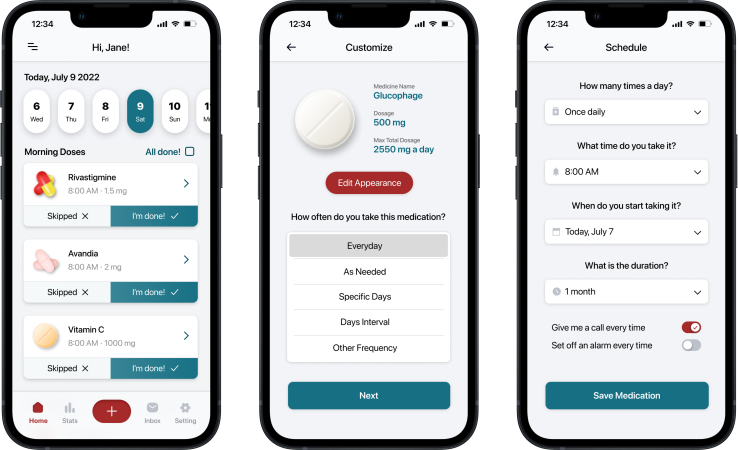 12:34
Hi, Jane!
Today, July 9 2022
6 7 8 9 10 1
Wed Thu Fri Sat Sun M
Morning Doses All done!
Rivastigmine
8:00 AM · 1.5 mg
Skipped I'm done!
Avandia
8:00 AM · 2 mg
Skipped I'm done!
Vitamin C
8:00 AM · 1000 mg
Skipped I'm done!
Home Stats Inbox Setting
12:34
Customize
Medicine Name
Glucophage
Dosage
500 mg
Max Total Dosage
2550 mg a day
Edit Appearance
How often do you take this medication?
Everyday
As Needed
Specific Days
Days Interval
Other Frequency
Next
12:34
Schedule
How many times a day?
Once daily
What time do you take it?
8:00 AM
When do you start taking it?
Today, July 7
What is the duration?
1 month
Give me a call every time
Set off an alarm every time
Save Medication